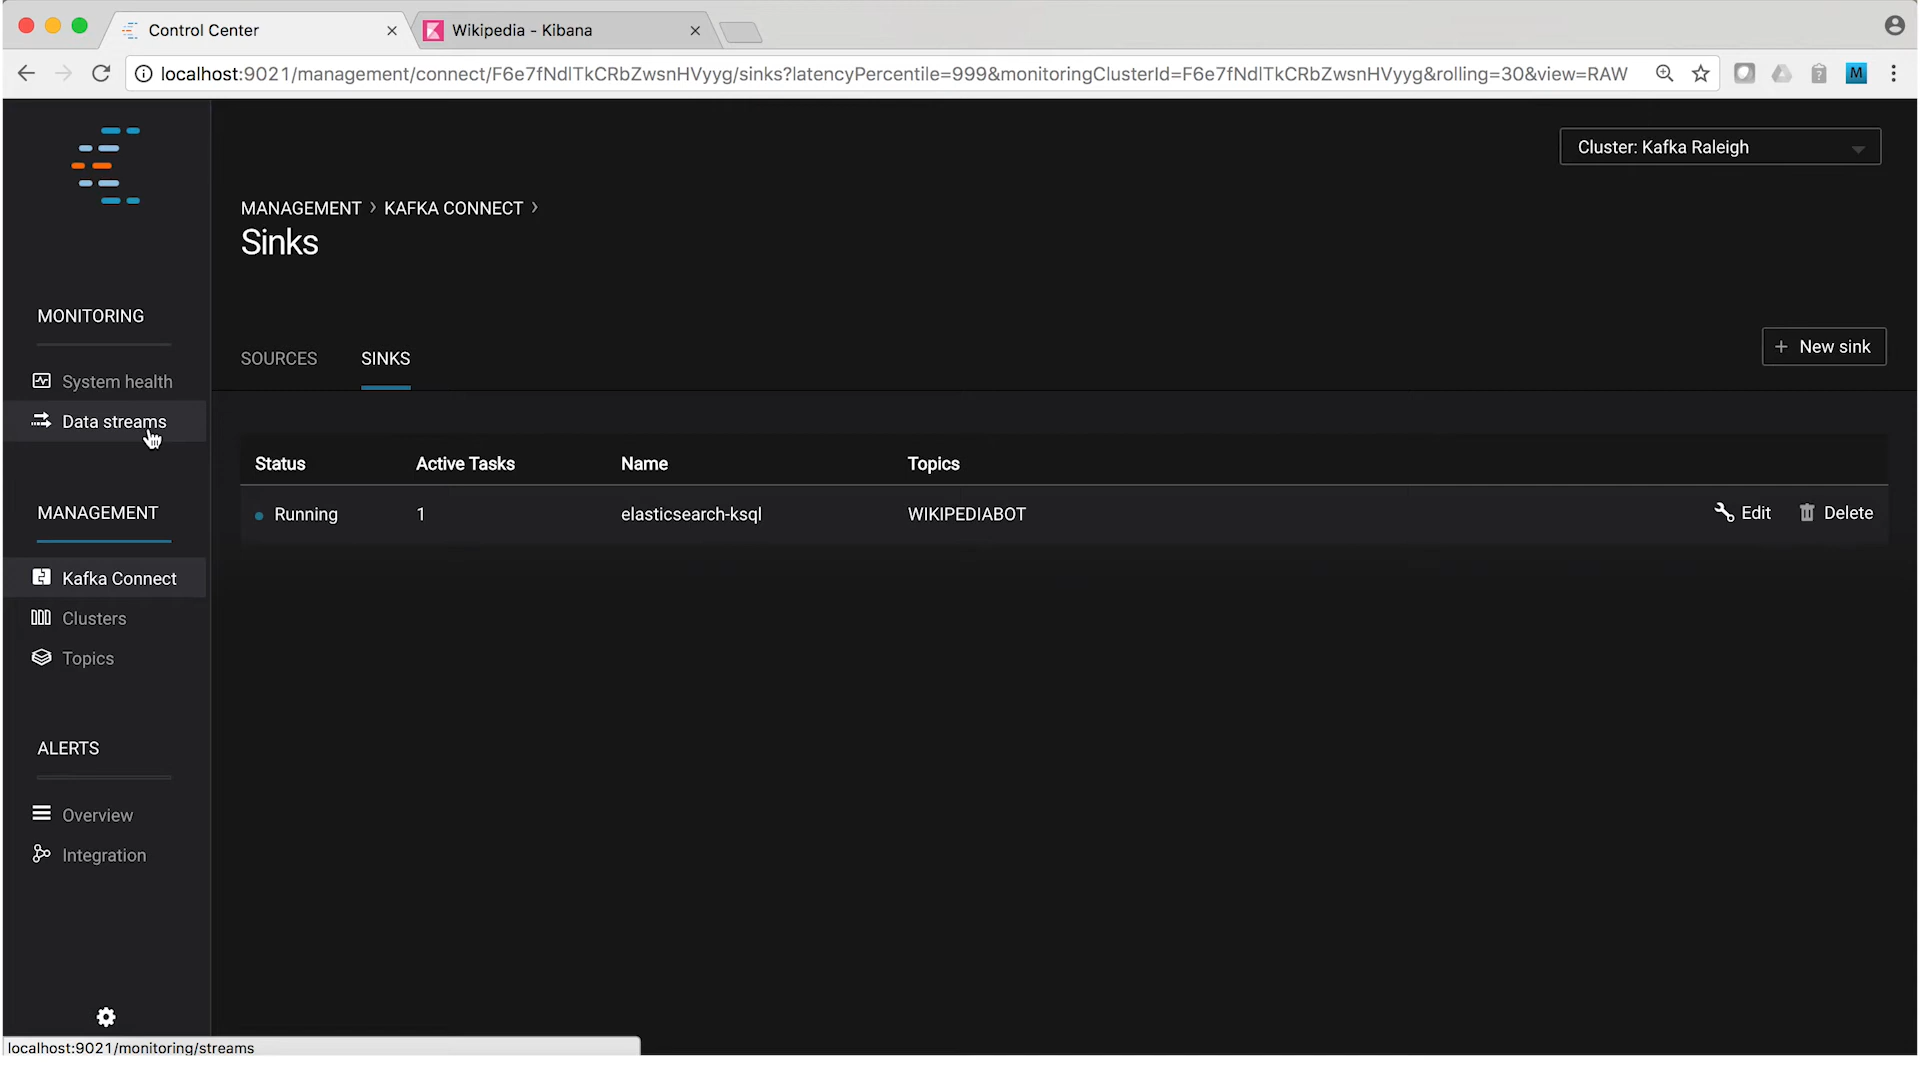 Control Center
Wikipedia - Kibana
localhost:9021/management/connect/F6e7fNdlTkCRbZwsnHVyyg/sinks?latencyPercentile=999&monitoringClusterId=F6e7fNdlTkCRbZwsnHVyyg&rolling=30&view=RAW
M
Cluster: Kafka Raleigh
MANAGEMENT › KAFKA CONNECT ›
Sinks
MONITORING
System health
Data streams
MANAGEMENT
Kafka Connect
Clusters
Topics
ALERTS
Overview
Integration
SOURCES SINKS
+ New sink
Status Active Tasks Name Topics
Running 1 elasticsearch-ksql WIKIPEDIABOT Edit Delete
localhost:9021/monitoring/streams